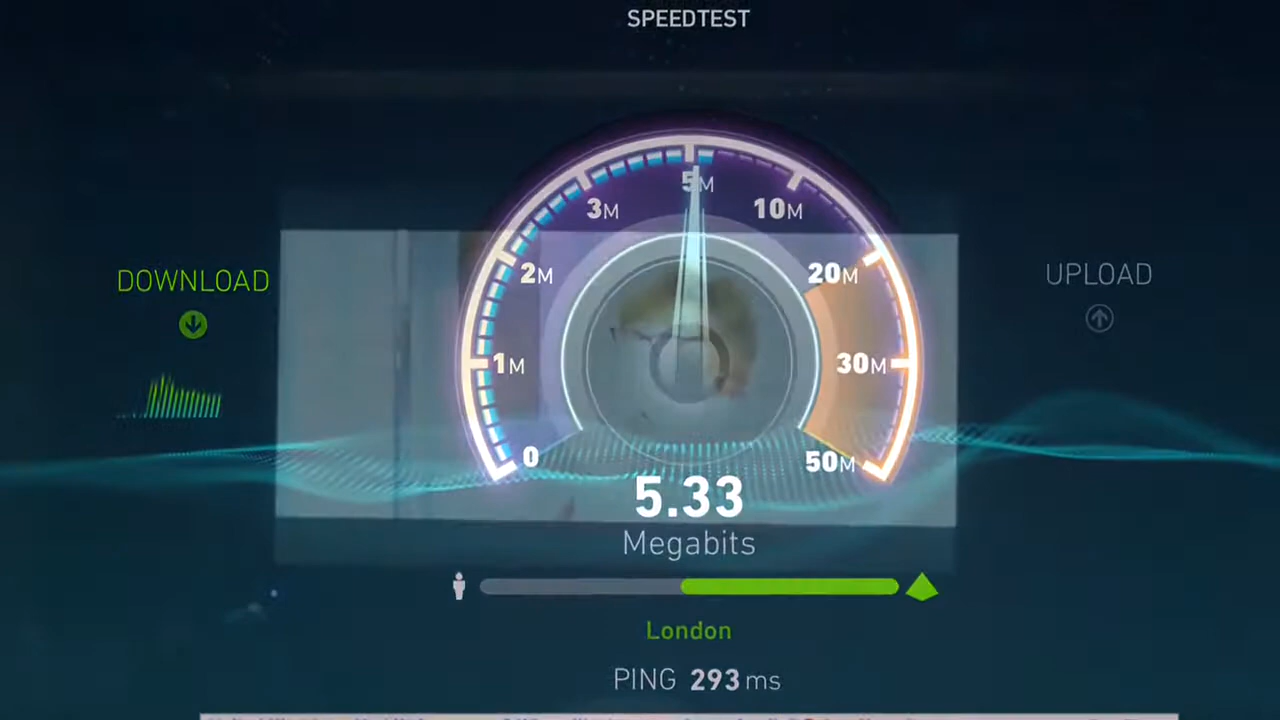 SPEEDTEST
5M
3M
10M
2M
20M
DOWNLOAD
UPLOAD
1M
30M
0
50M
5.33
Megabits
London
PING 293 ms